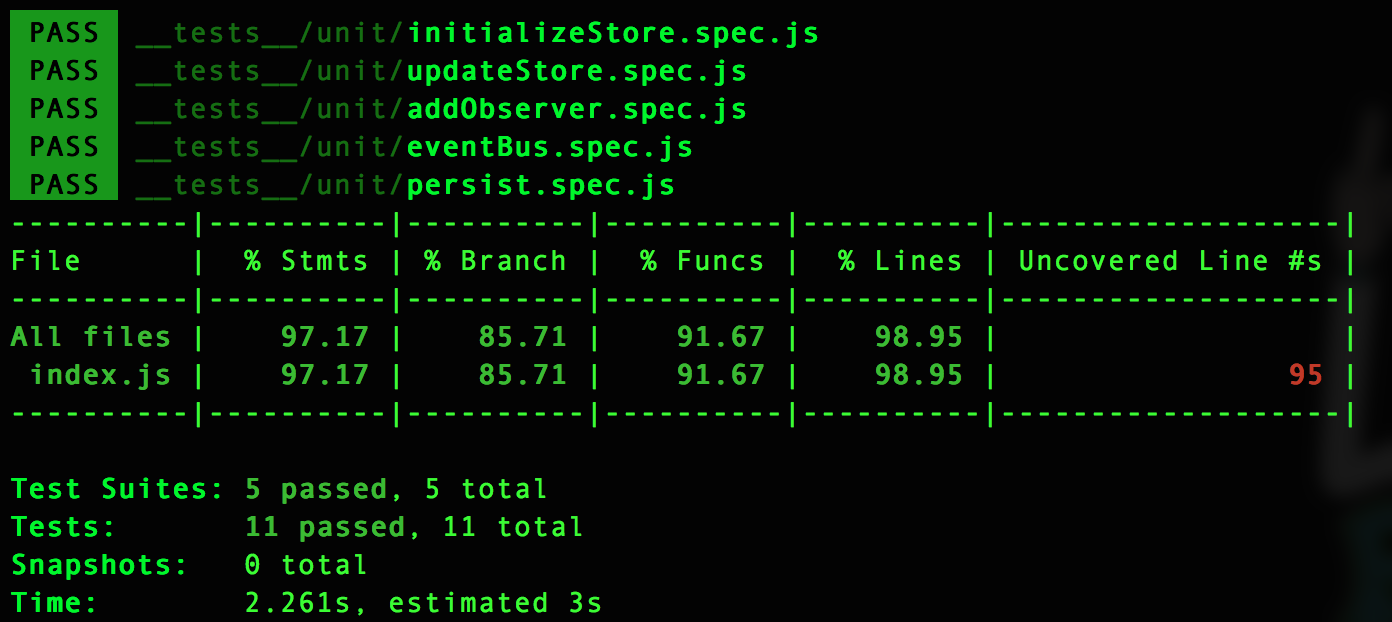 PASS __tests__/unit/initializeStore.spec.js
PASS __tests__/unit/updateStore.spec.js
PASS __tests__/unit/addObserver.spec.js
PASS __tests__/unit/eventBus.spec.js
PASS __tests__/unit/persist.spec.js
----------|----------|----------|----------|----------|-------------------|
File      |  % Stmts | % Branch |  % Funcs |  % Lines | Uncovered Line #s |
----------|----------|----------|----------|----------|-------------------|
All files |    97.17 |    85.71 |    91.67 |    98.95 |                   |
 index.js |    97.17 |    85.71 |    91.67 |    98.95 |                95 |
----------|----------|----------|----------|----------|-------------------|
Test Suites: 5 passed, 5 total
Tests:       11 passed, 11 total
Snapshots:   0 total
Time:        2.261s, estimated 3s